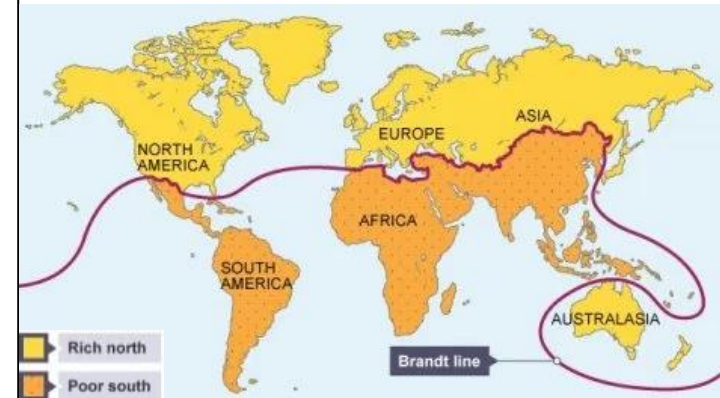 ASIA
EUROPE
NORTH
AMERICA
AFRICA
SOUTH
AMERICA
AUSTRALASIA
Rich north
Brandt line
Poor south